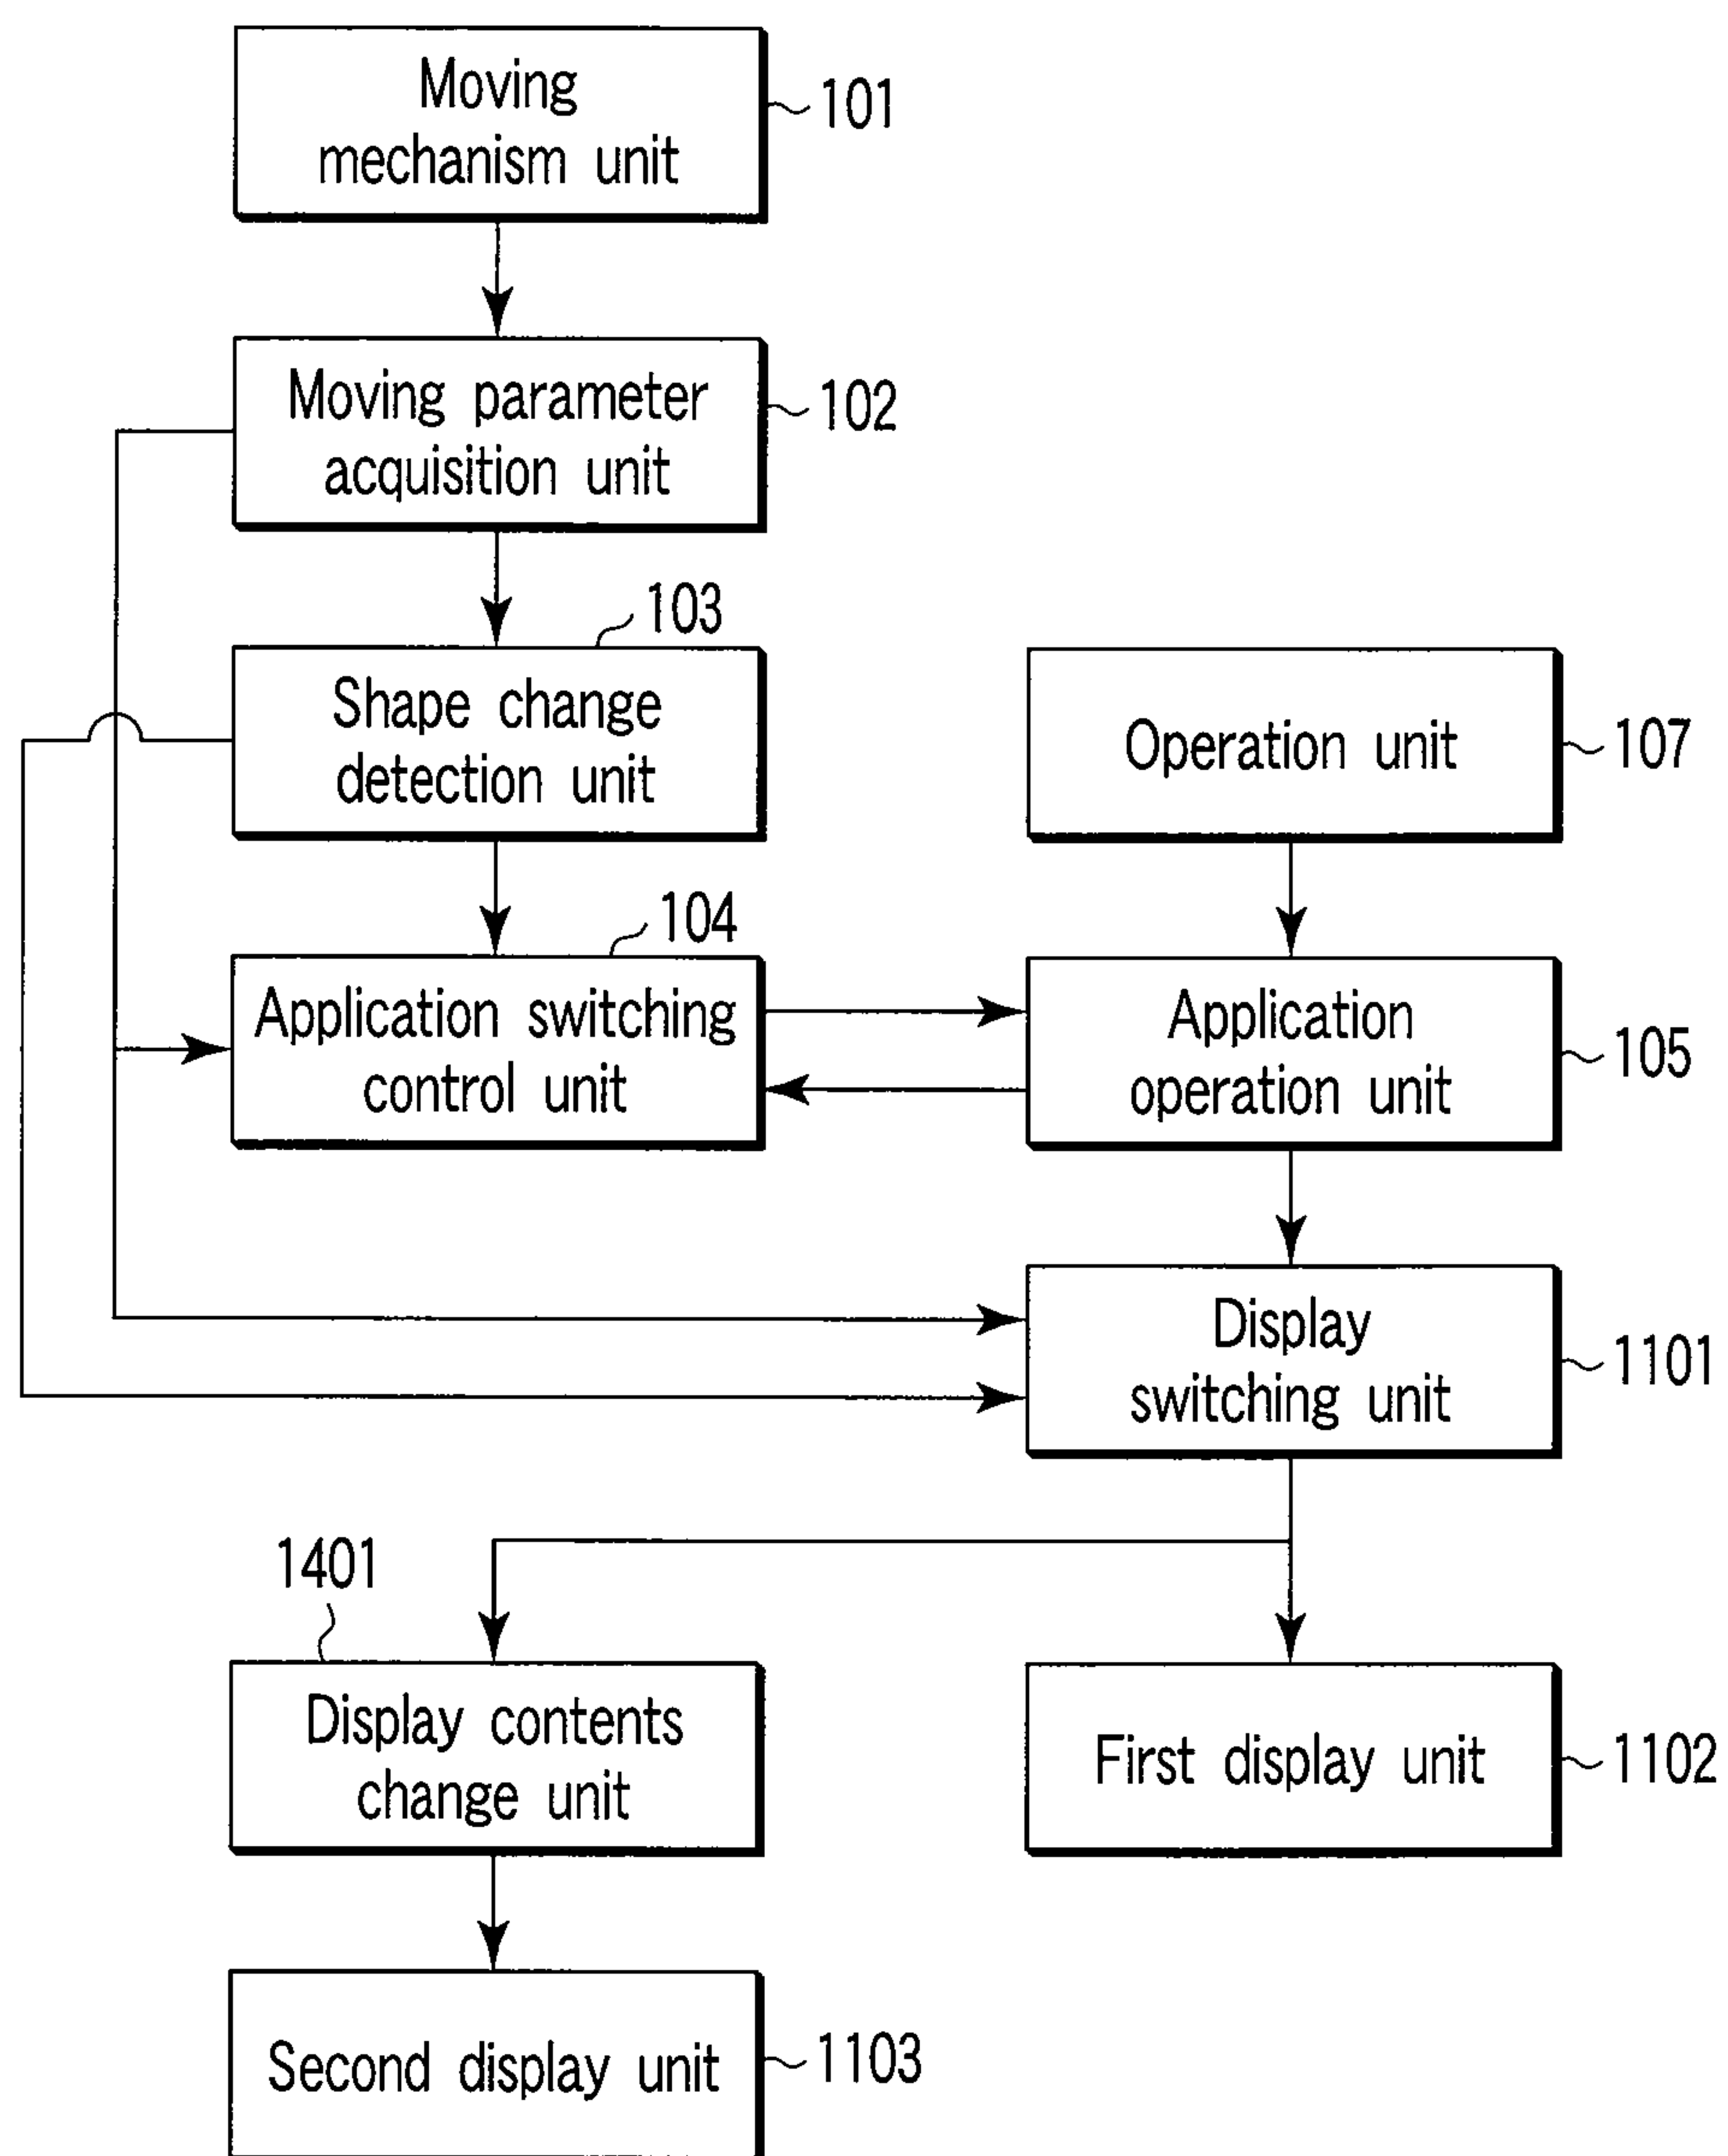 Moving
mechanism unit
101
Moving parameter
acquisition unit
102
103
Shape change
detection unit
Operation unit
107
104
Application switching
control unit
Application
operation unit
105
Display
switching unit
1101
1401
Display contents
change unit
First display unit
1102
Second display unit
1103